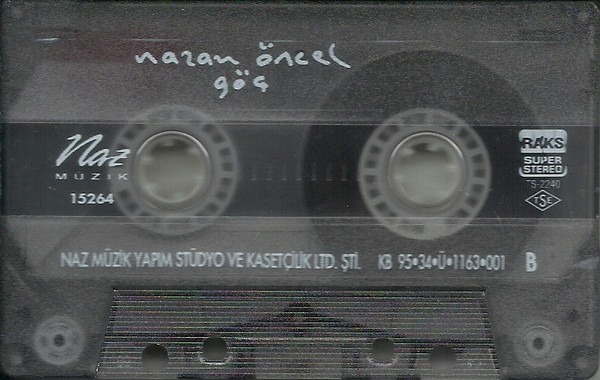 nazan öncel
göç
Naz
MÜZİK
15264
RAKS
SUPER
STEREO
TS-2240
TSE
NAZ MÜZİK YAPIM STÜDYO VE KASETÇİLİK LTD. ŞTİ. KB 95•34•Ü•1163•001 B